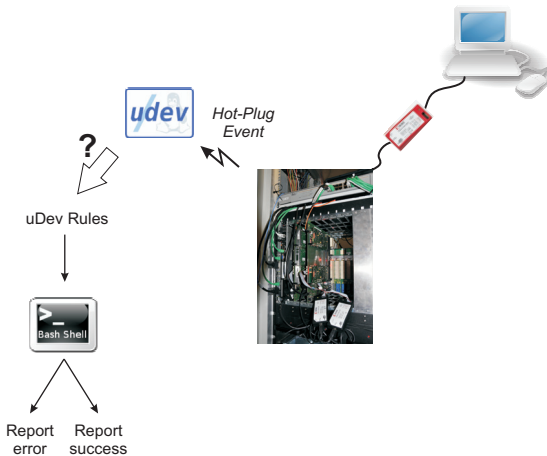 udev
Hot-Plug
Event
?
uDev Rules
>_
Bash Shell
Report
error
Report
success